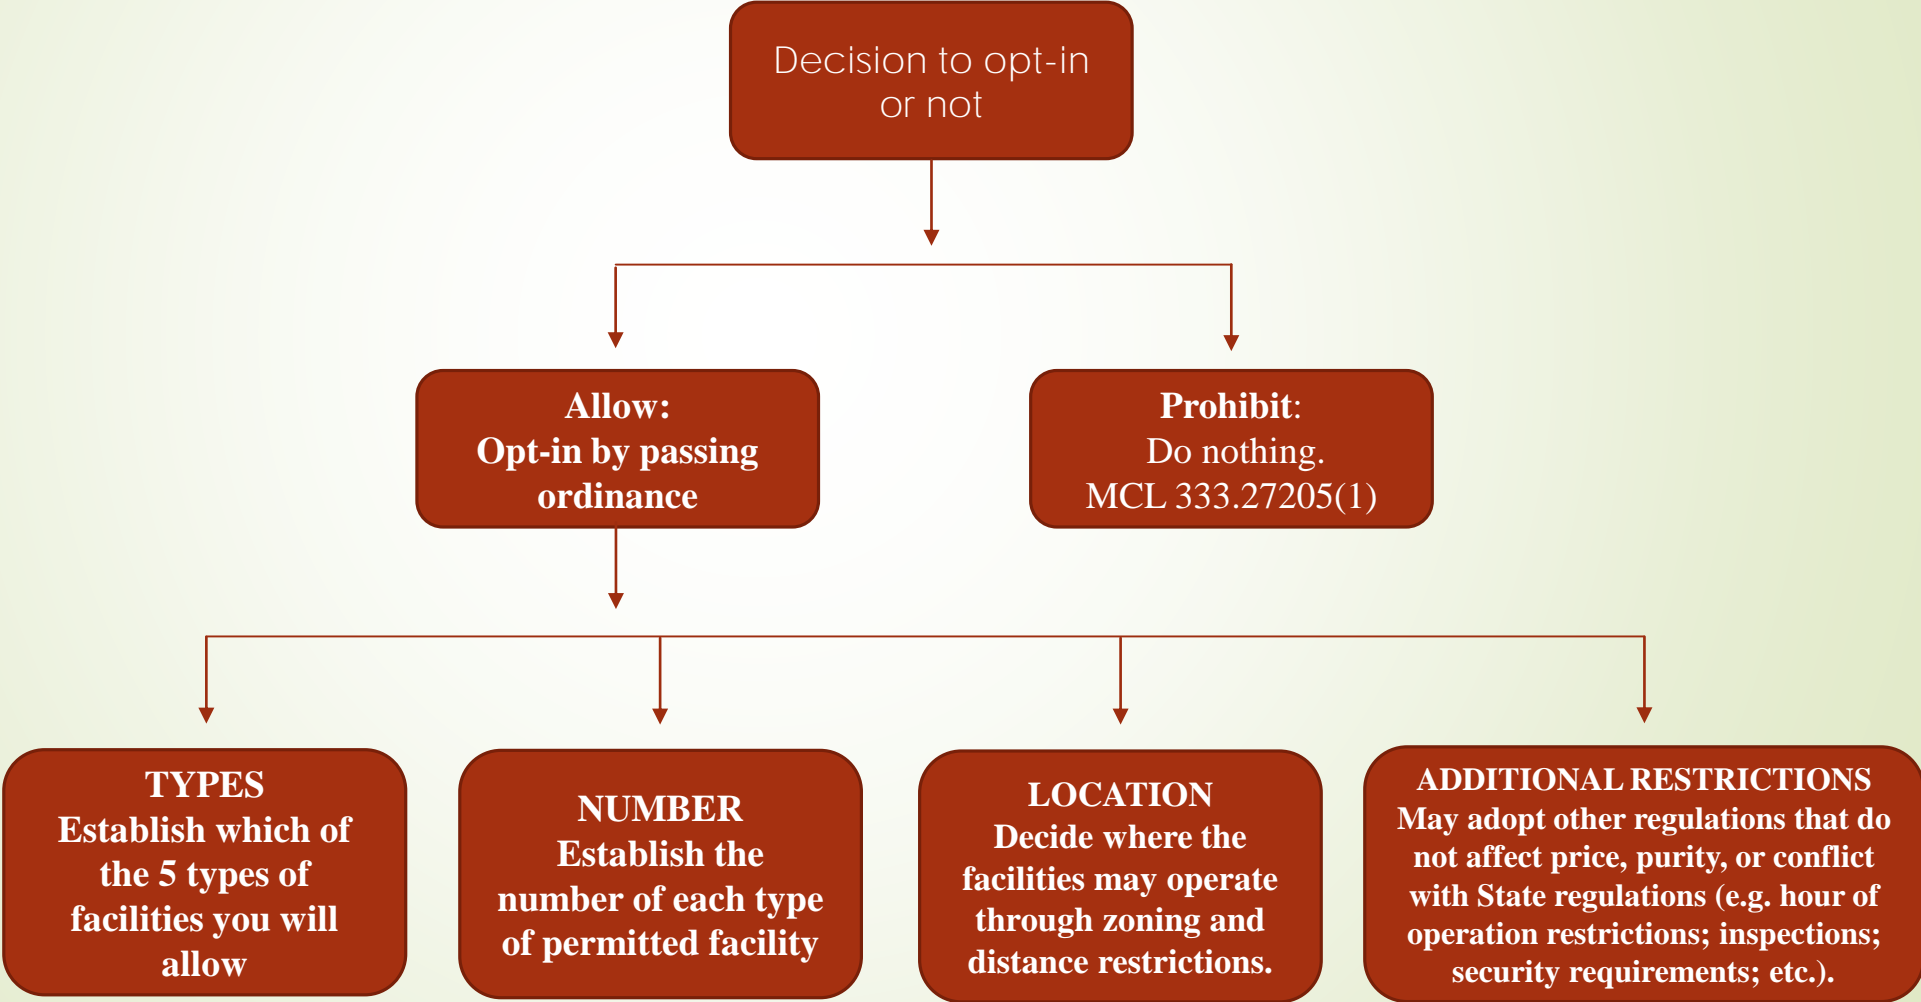 Decision to opt-in
or not
Allow:
Opt-in by passing
ordinance
Prohibit:
Do nothing.
MCL 333.27205(1)
TYPES
Establish which of
the 5 types of
facilities you will
allow
NUMBER
Establish the
number of each type
of permitted facility
LOCATION
Decide where the
facilities may operate
through zoning and
distance restrictions.
ADDITIONAL RESTRICTIONS
May adopt other regulations that do
not affect price, purity, or conflict
with State regulations (e.g. hour of
operation restrictions; inspections;
security requirements; etc.).